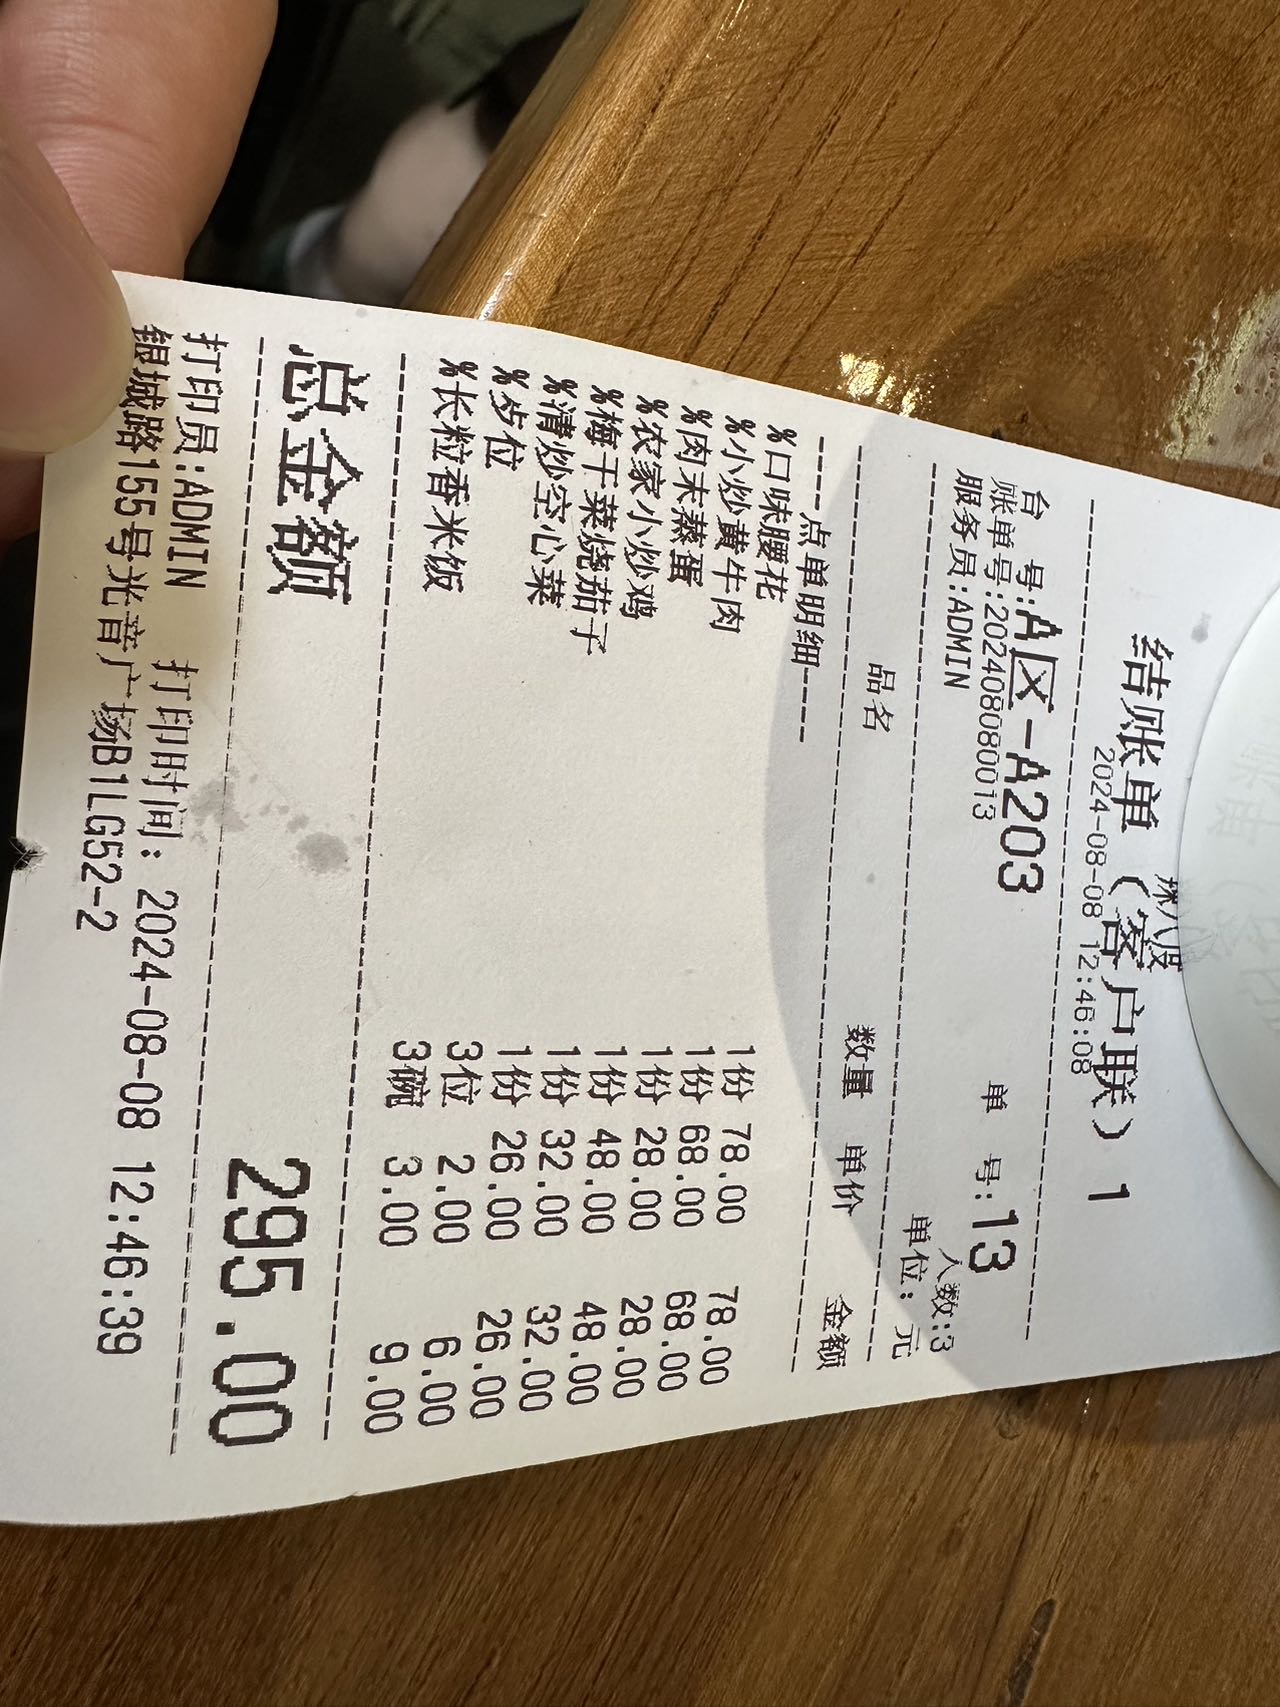 结账单（客户联）1
2024-08-08 12:46:08
台 号:A区-A203 单 号:13
账单号:202408080013 人数:3
服务员:ADMIN 单位:元
品名 数量 单价 金额
----点单明细----
%口味腰花 1份 78.00 78.00
%小炒黄牛肉 1份 68.00 68.00
%肉末蒸蛋 1份 28.00 28.00
%农家小炒鸡 1份 48.00 48.00
%梅干菜烧茄子 1份 32.00 32.00
%清炒空心菜 1份 26.00 26.00
%岁位 3位 2.00 6.00
%长粒香米饭 3碗 3.00 9.00
总金额 295.00
打印员:ADMIN 打印时间: 2024-08-08 12:46:39
银城路155号光音广场B1LG52-2